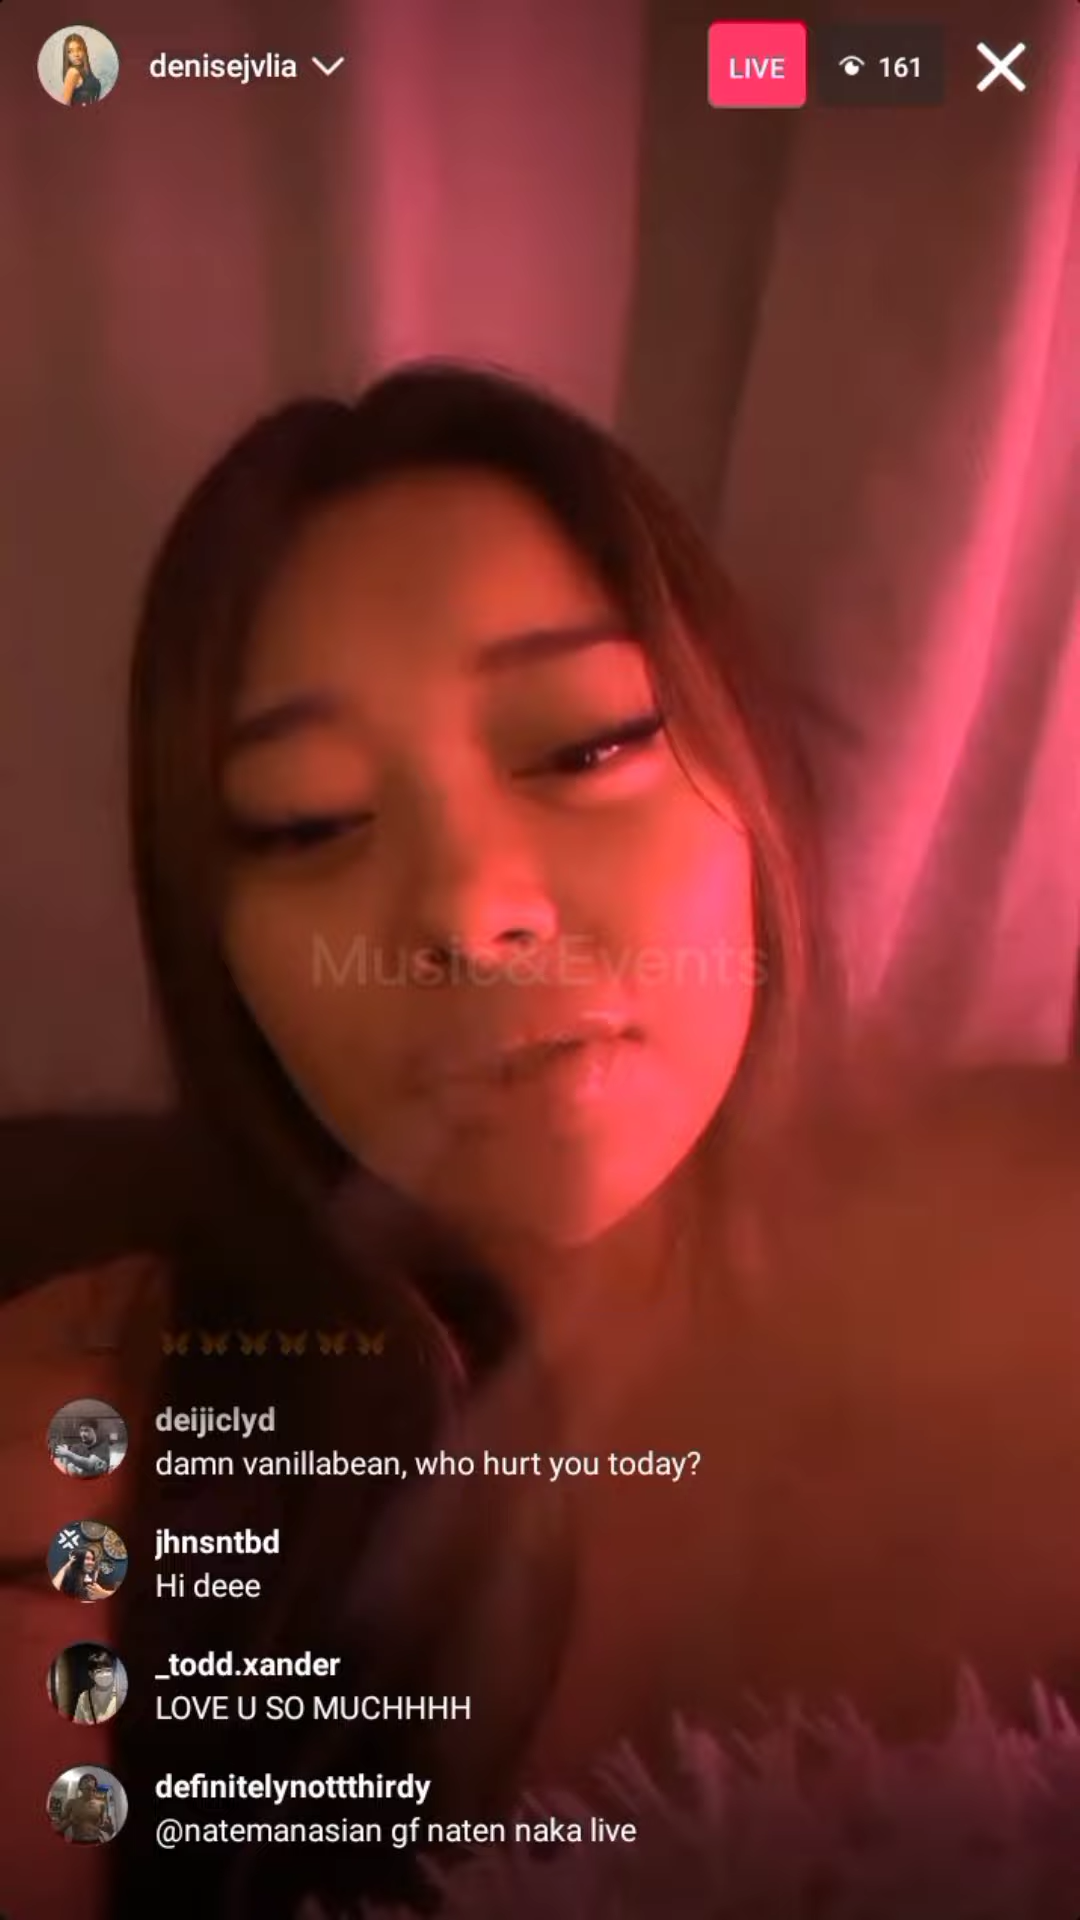 denisejvlia
LIVE
161
Music&Events
🦋🦋🦋🦋🦋🦋
deijiclyd
damn vanillabean, who hurt you today?
jhnsntbd
Hi deee
_todd.xander
LOVE U SO MUCHHHH
definitelynottthirdy
@natemanasian gf naten naka live